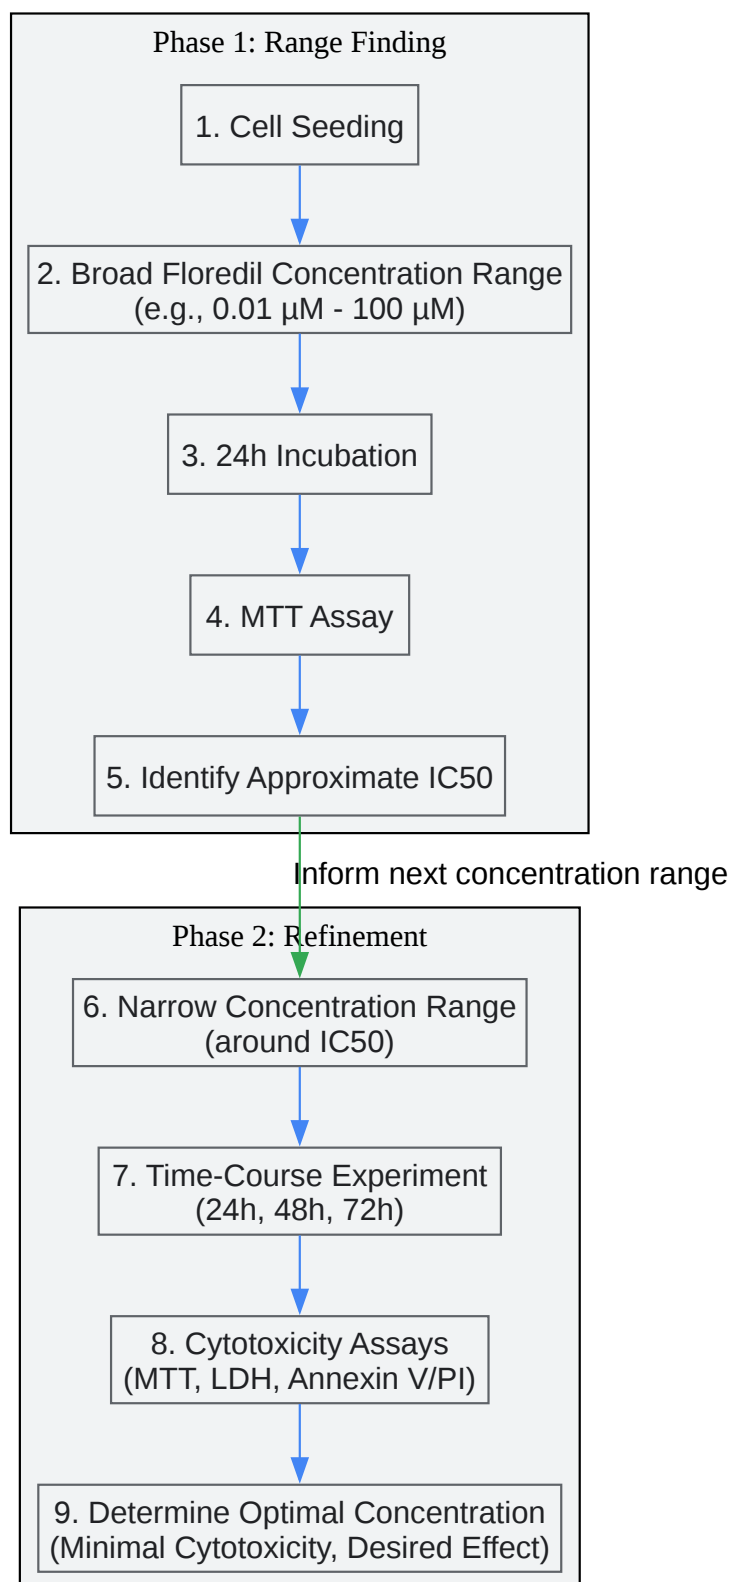 Phase 1: Range Finding
1. Cell Seeding
2. Broad Floredil Concentration Range
(e.g., 0.01 µM - 100 µM)
3. 24h Incubation
4. MTT Assay
5. Identify Approximate IC50
Inform next concentration range
Phase 2: Refinement
6. Narrow Concentration Range
(around IC50)
7. Time-Course Experiment
(24h, 48h, 72h)
8. Cytotoxicity Assays
(MTT, LDH, Annexin V/PI)
9. Determine Optimal Concentration
(Minimal Cytotoxicity, Desired Effect)